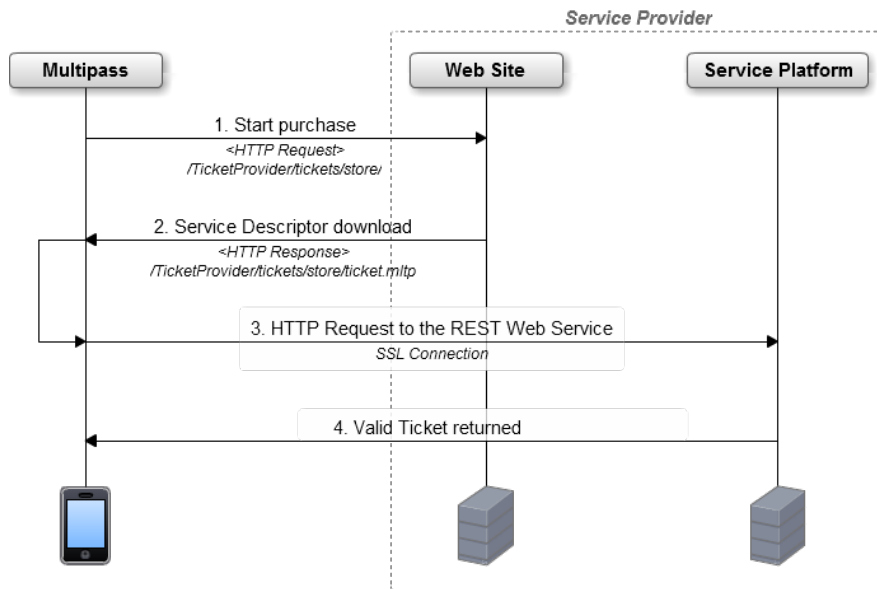 Service Provider
Multipass
Web Site
Service Platform
1. Start purchase
<HTTP Request>
/TicketProvider/tickets/store/
2. Service Descriptor download
<HTTP Response>
/TicketProvider/tickets/store/ticket.mltp
3. HTTP Request to the REST Web Service
SSL Connection
4. Valid Ticket returned